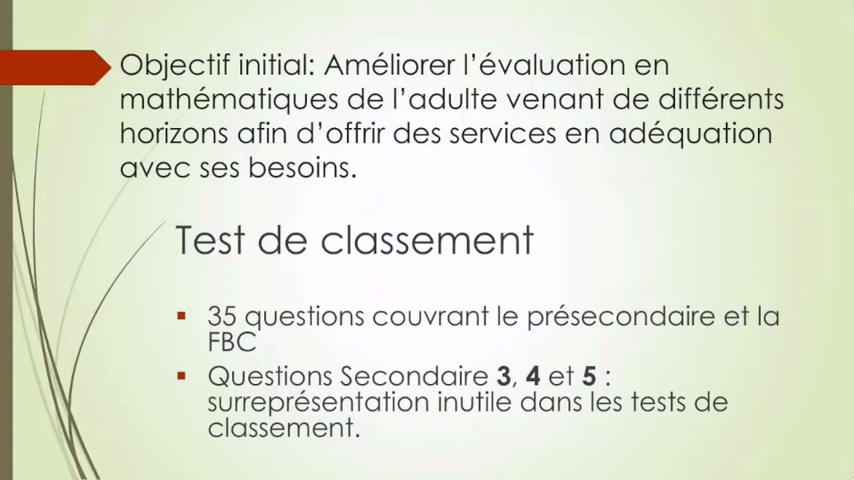 Objectif initial: Améliorer l’évaluation en
mathématiques de l’adulte venant de différents
horizons afin d’offrir des services en adéquation
avec ses besoins.
Test de classement
▪ 35 questions couvrant le présecondaire et la
FBC
▪ Questions Secondaire 3, 4 et 5 :
surreprésentation inutile dans les tests de
classement.